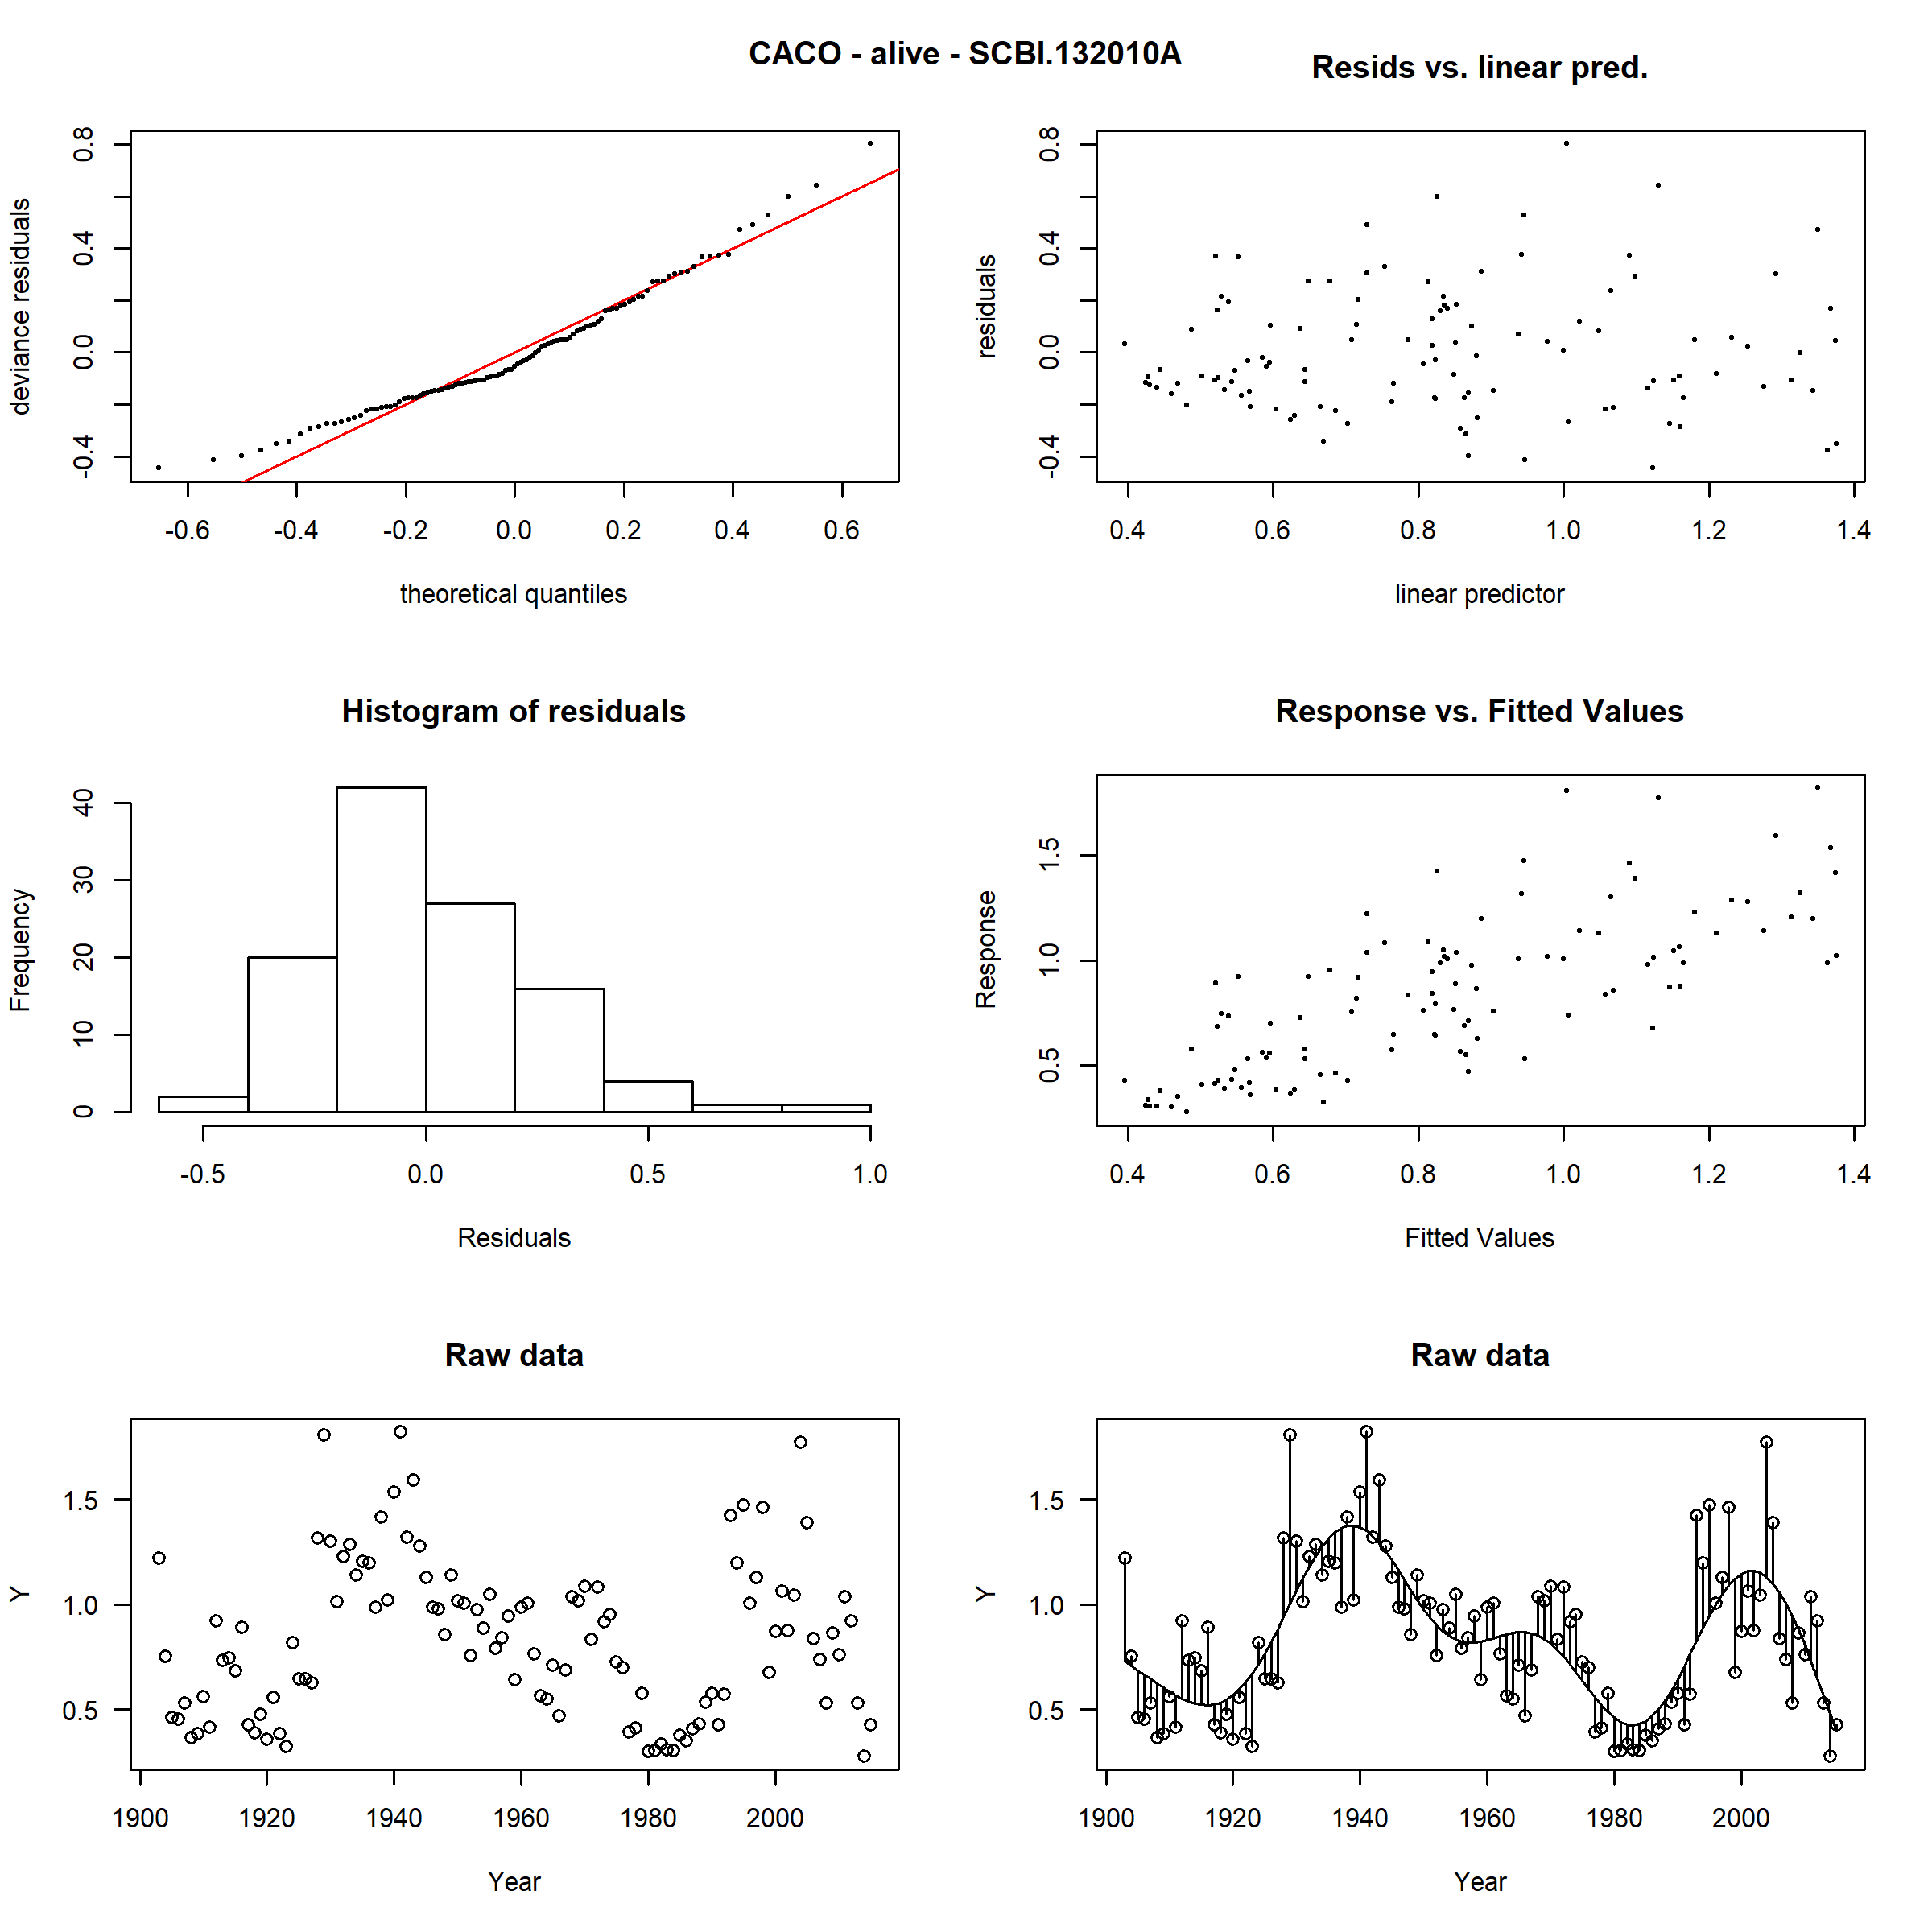 CACO - alive - SCBI.132010A
Resids vs. linear pred.
deviance residuals
-0.4 0.0 0.4 0.8
-0.6 -0.4 -0.2 0.0 0.2 0.4 0.6
theoretical quantiles
residuals
-0.4 0.0 0.4 0.8
0.4 0.6 0.8 1.0 1.2 1.4
linear predictor
Histogram of residuals
Frequency
0 10 20 30 40
-0.5 0.0 0.5 1.0
Residuals
Response vs. Fitted Values
Response
0.5 1.0 1.5
0.4 0.6 0.8 1.0 1.2 1.4
Fitted Values
Raw data
Y
0.5 1.0 1.5
1900 1920 1940 1960 1980 2000
Year
Raw data
Y
0.5 1.0 1.5
1900 1920 1940 1960 1980 2000
Year